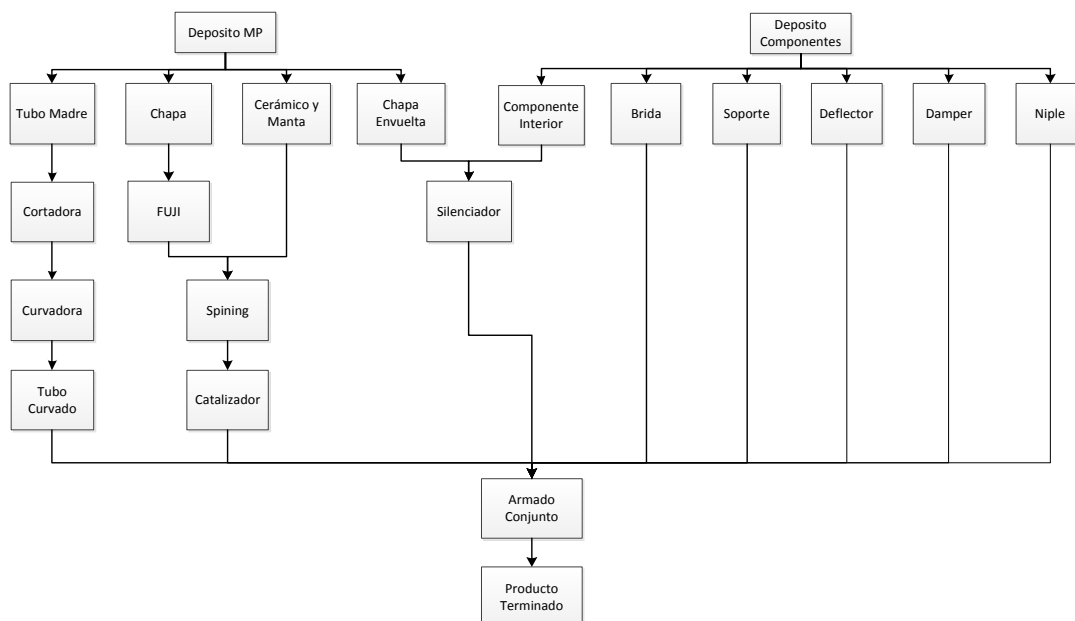 Deposito MP
Deposito
Componentes
Tubo Madre
Chapa
Cerámico y
Manta
Chapa
Envuelta
Componente
Interior
Brida
Soporte
Deflector
Damper
Niple
Cortadora
FUJI
Silenciador
Curvadora
Spining
Tubo
Curvado
Catalizador
Armado
Conjunto
Producto
Terminado